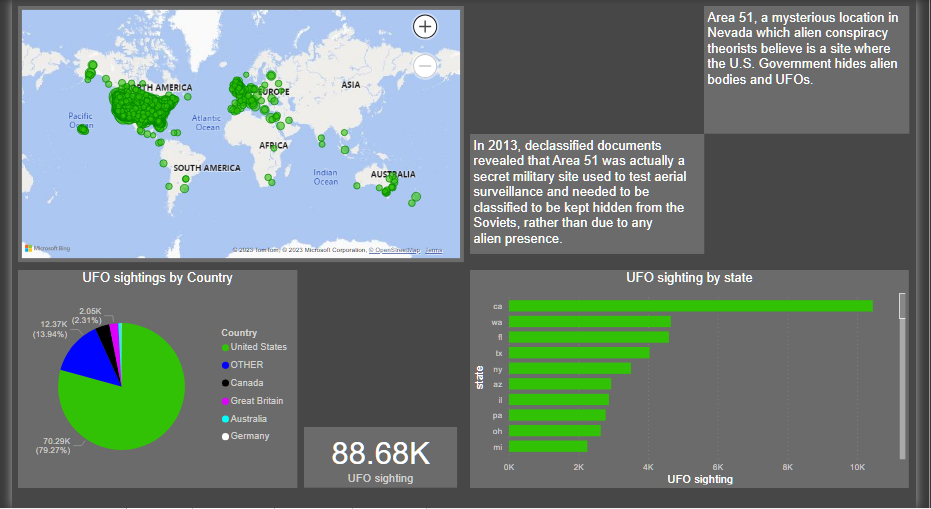 NORTH AMERICA
EUROPE
ASIA
Pacific
Ocean
Atlantic
Ocean
AFRICA
SOUTH AMERICA
Indian
Ocean
AUSTRALIA
Microsoft Bing
© 2023 TomTom, © 2023 Microsoft Corporation, © OpenStreetMap Terms
Area 51, a mysterious location in
Nevada which alien conspiracy
theorists believe is a site where
the U.S. Government hides alien
bodies and UFOs.
In 2013, declassified documents
revealed that Area 51 was actually a
secret military site used to test aerial
surveillance and needed to be
classified to be kept hidden from the
Soviets, rather than due to any
alien presence.
UFO sightings by Country
2.05K
(2.31%)
12.37K
(13.94%)
70.29K
(79.27%)
Country
United States
OTHER
Canada
Great Britain
Australia
Germany
88.68K
UFO sighting
UFO sighting by state
state
ca
wa
fl
tx
ny
az
il
pa
oh
mi
0K 2K 4K 6K 8K 10K
UFO sighting